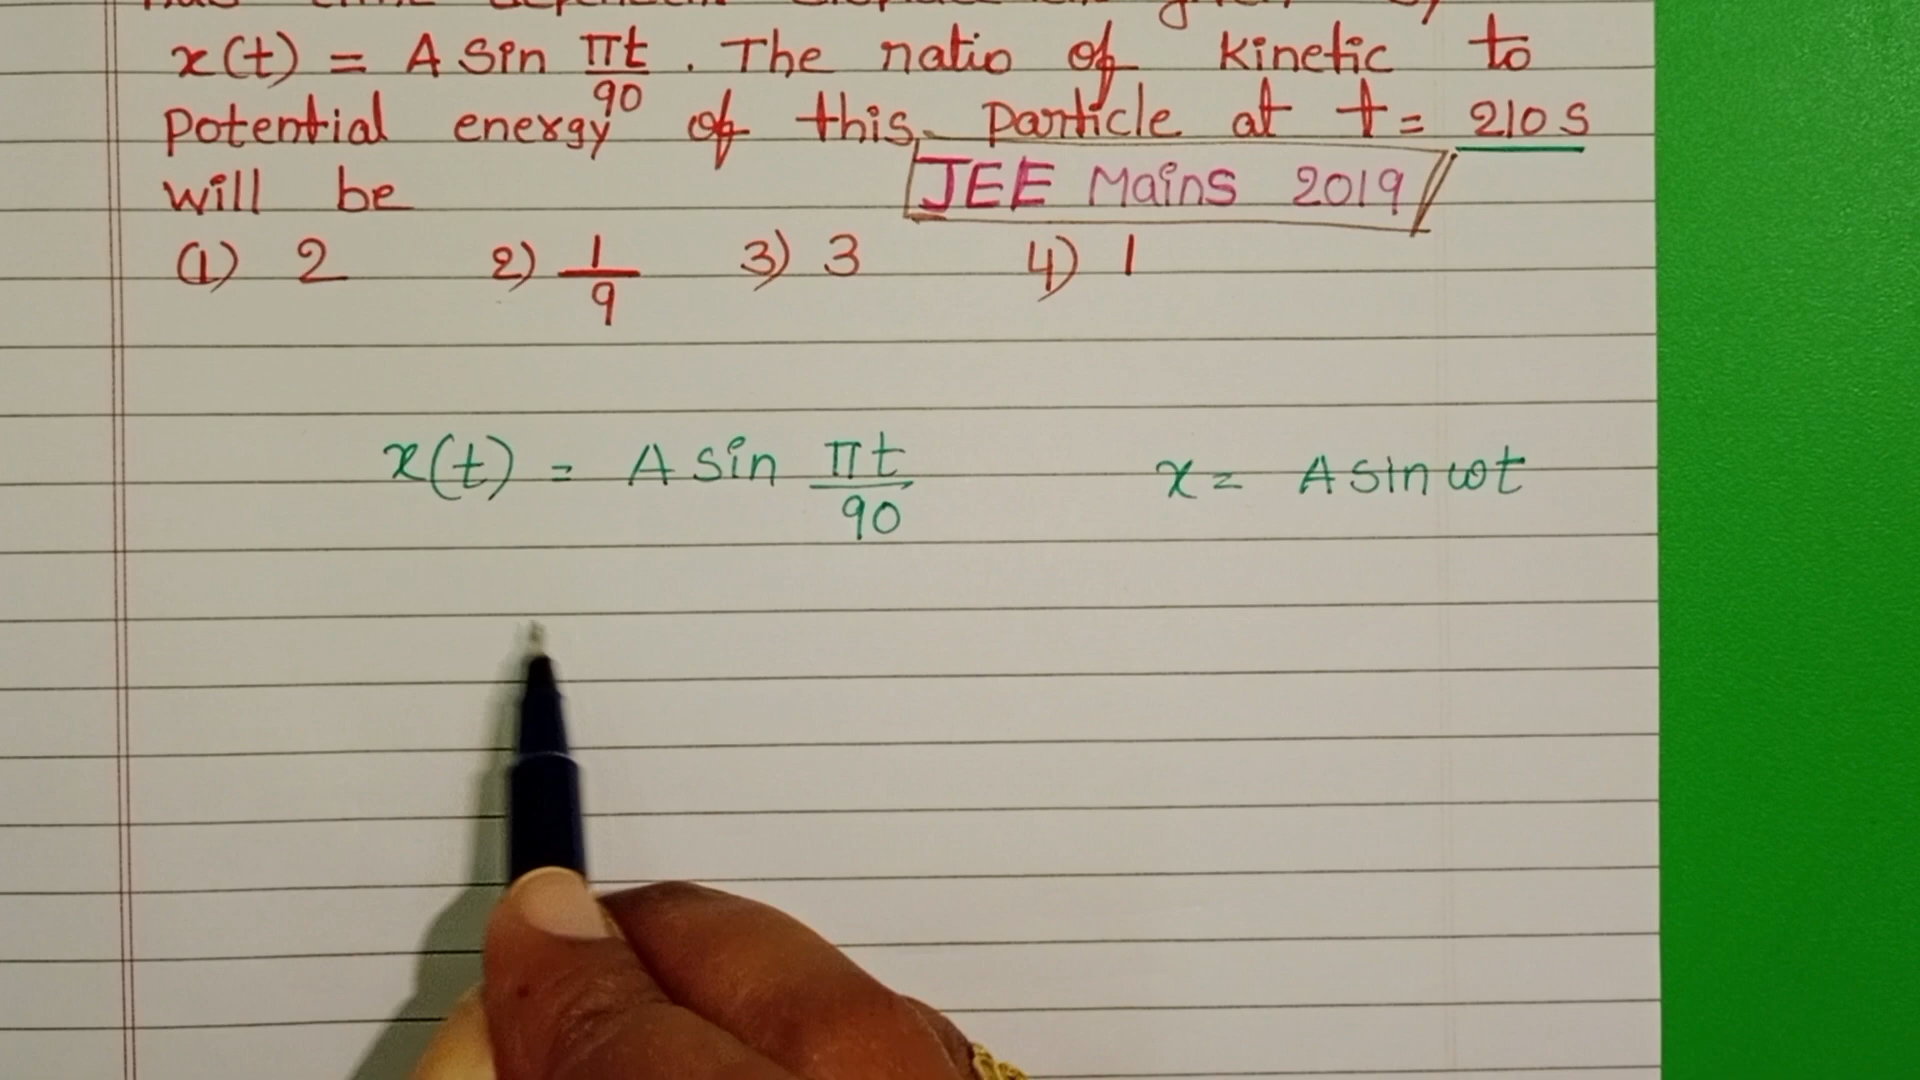 x(t) = A Sin πt/90 . The ratio of kinetic to
potential energy of this particle at t = 210 s
will be
JEE Mains 2019
(1) 2 2) 1/9 3) 3 4) 1
x(t) = A sin πt/90 x = A sin ωt